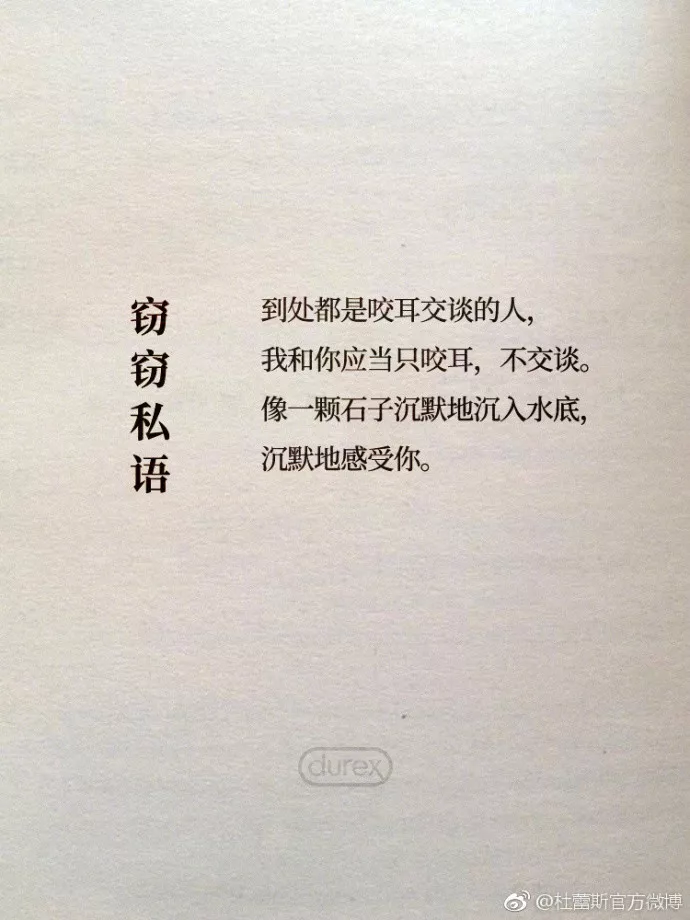 窃窃私语
到处都是咬耳交谈的人，
我和你应当只咬耳，不交谈。
像一颗石子沉默地沉入水底，
沉默地感受你。
durex
@杜蕾斯官方微博